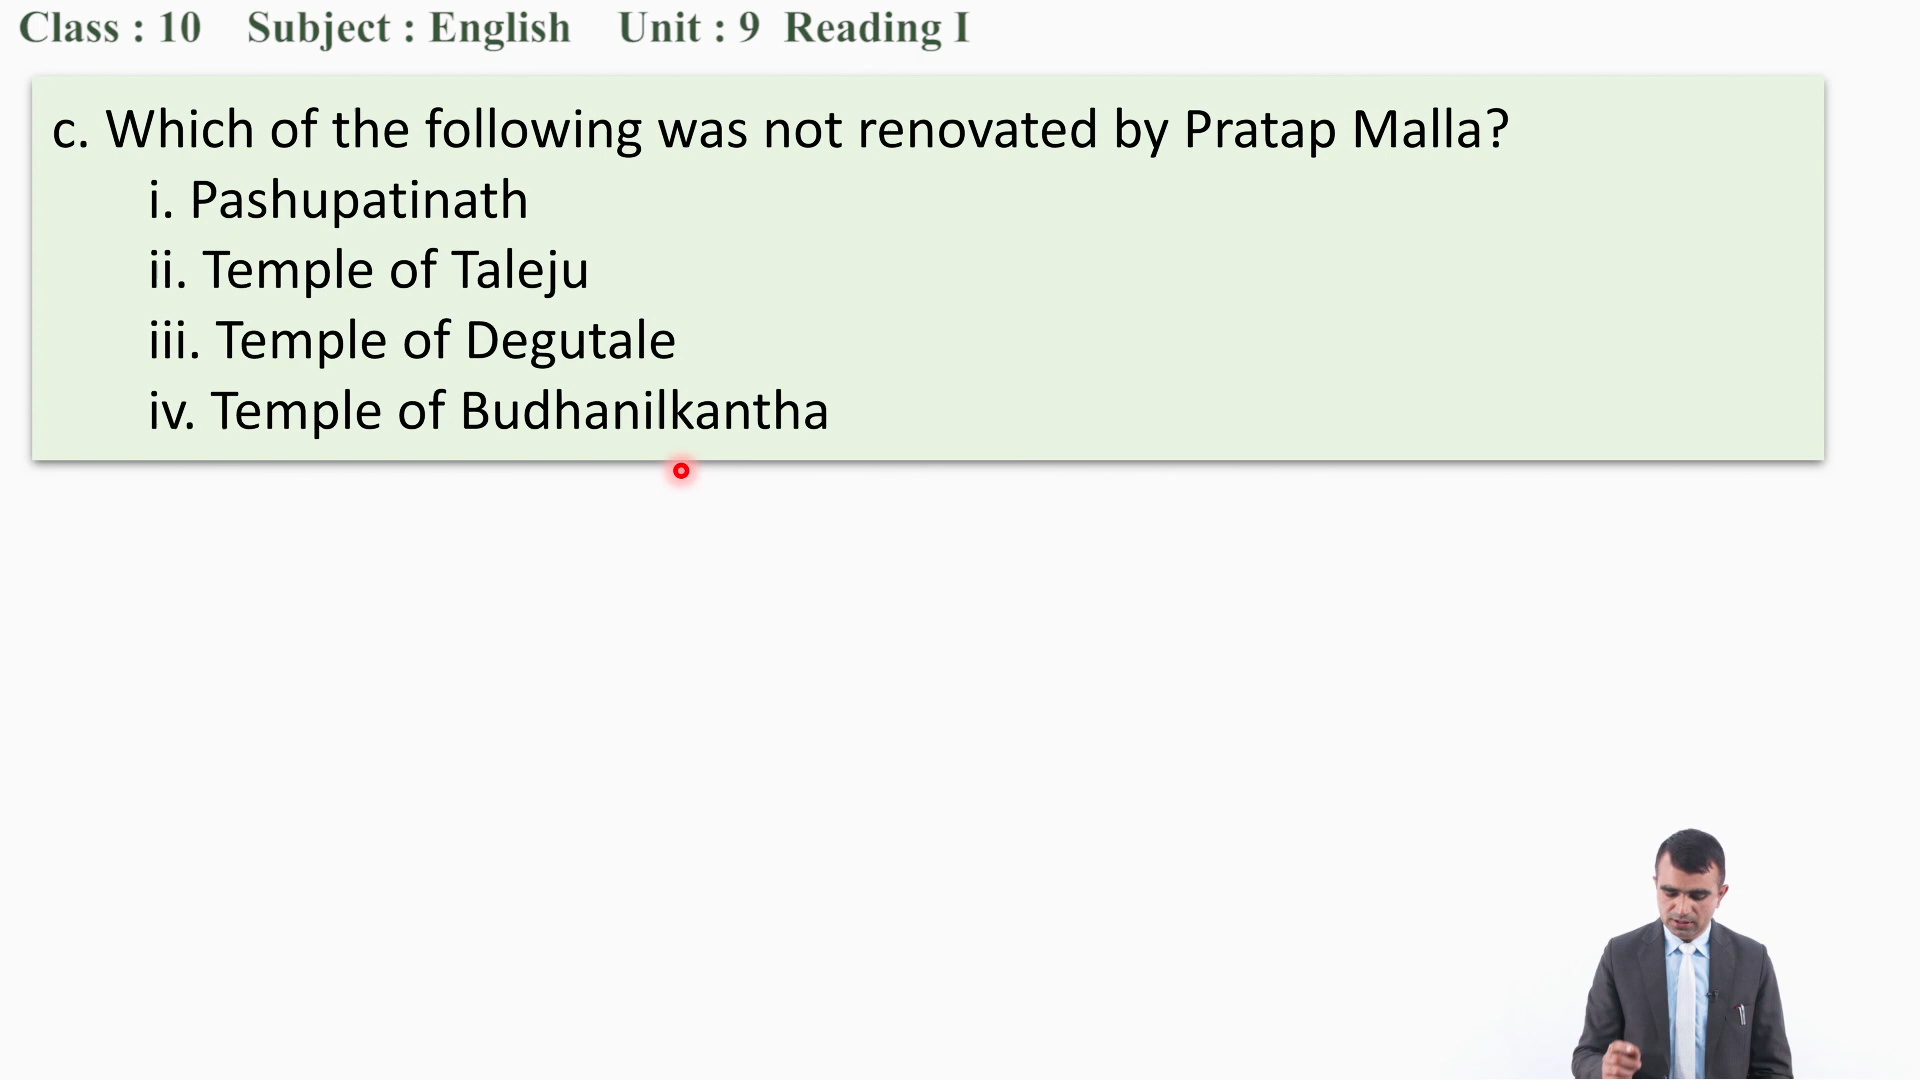 Class : 10 Subject : English Unit : 9 Reading I
c. Which of the following was not renovated by Pratap Malla?
i. Pashupatinath
ii. Temple of Taleju
iii. Temple of Degutale
iv. Temple of Budhanilkantha